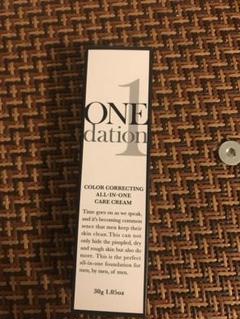 1
ONE
dation
COLOR CORRECTING
ALL-IN-ONE
CARE CREAM
Time goes on as we speak,
and it's becoming common
sence that men keep their
skin clean. This can not
only hide the pimpled, dry
and rough skin but also do
more. This is the perfect
all-in-one foundation for
men, by men, of men.
30g 1.05oz